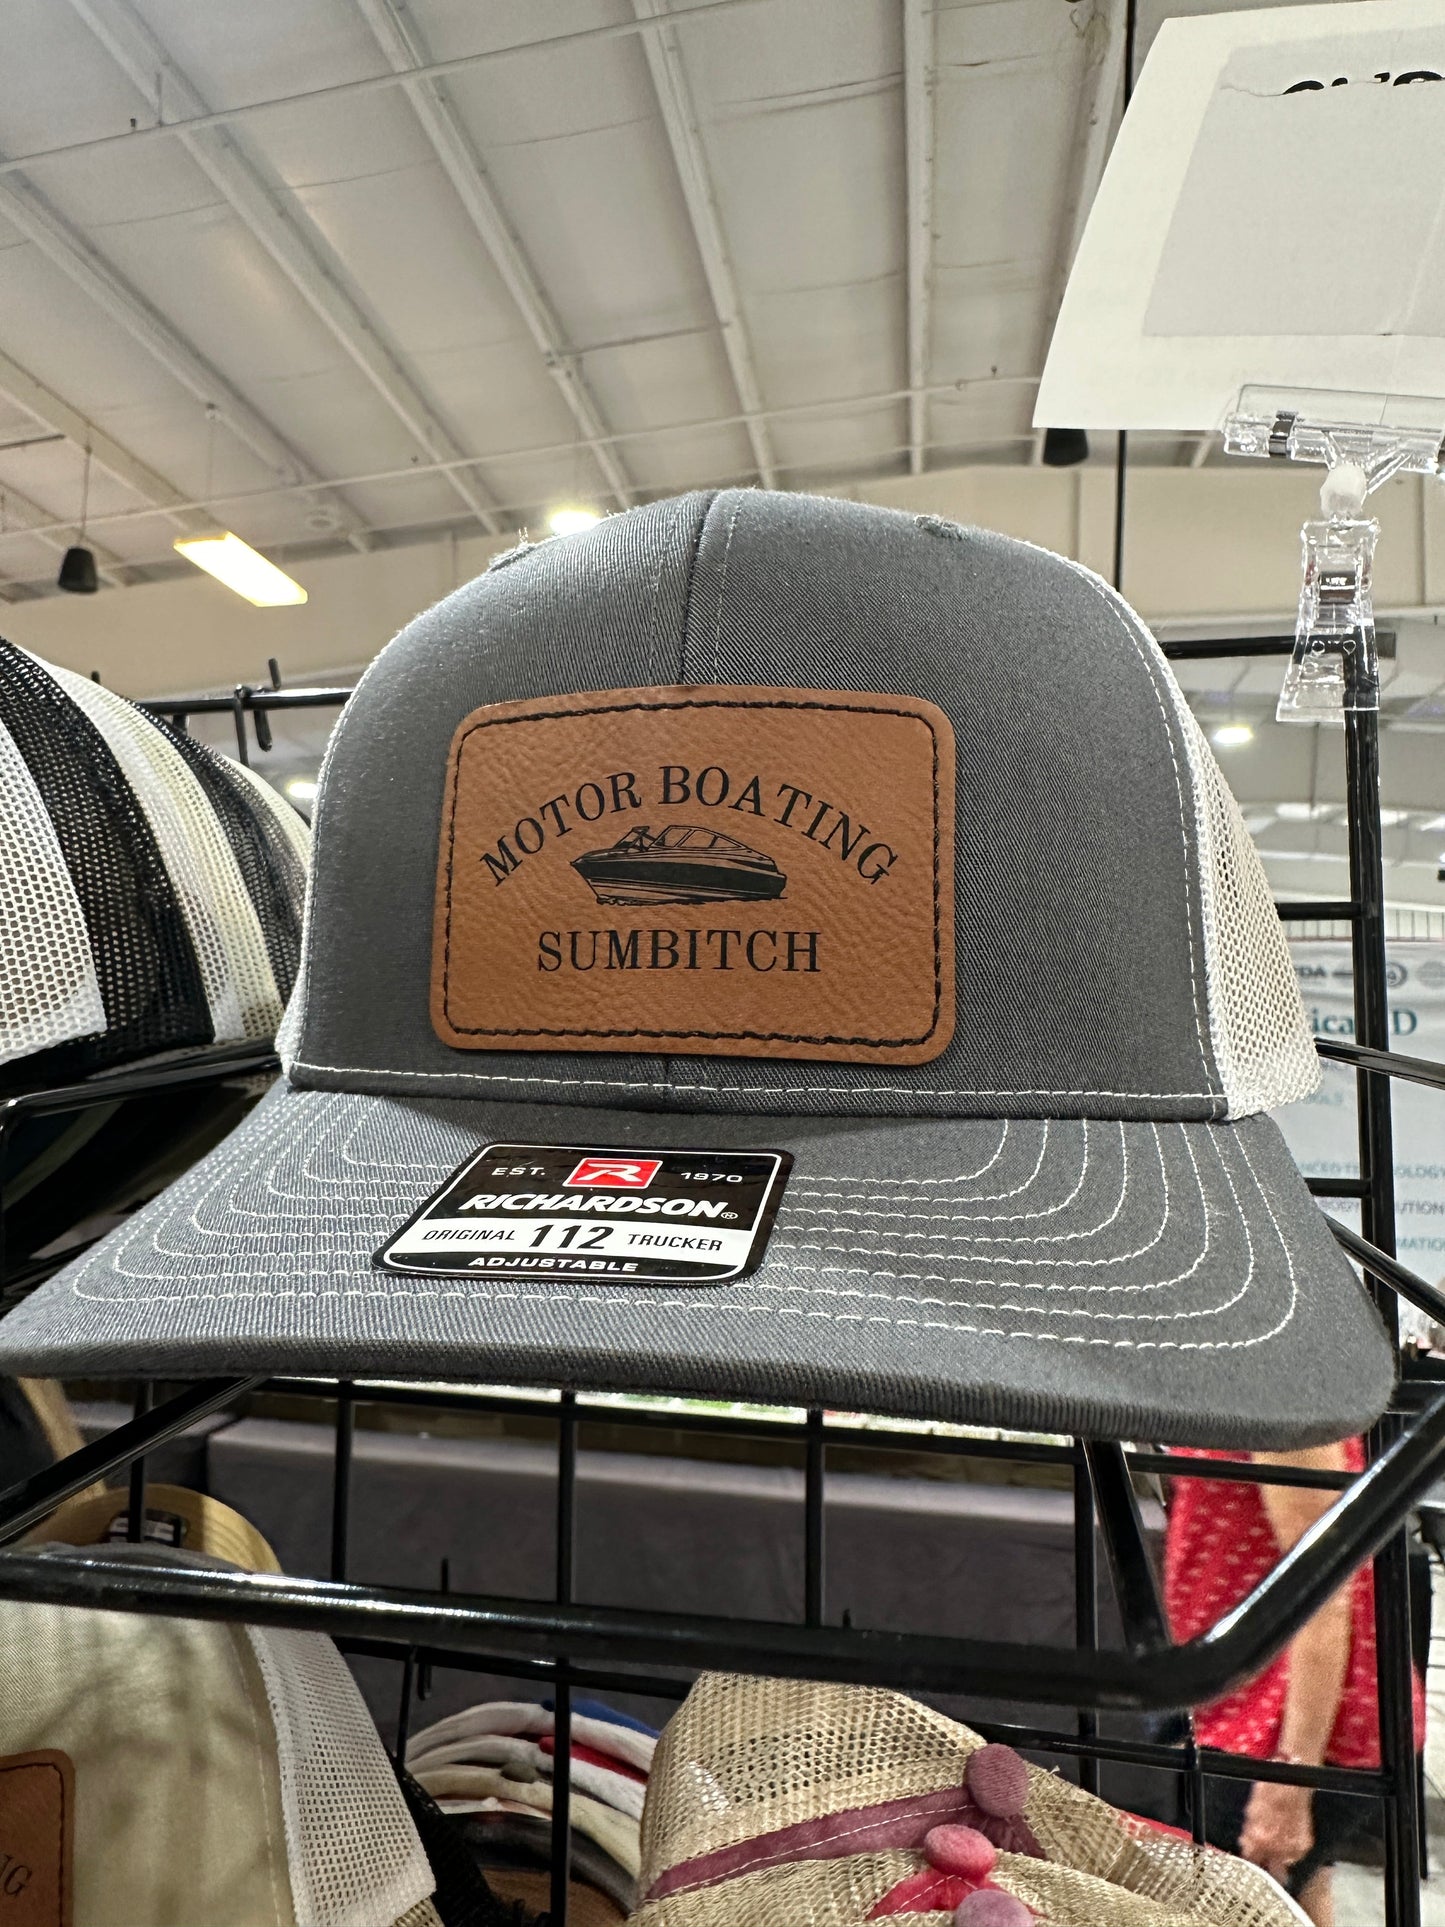 MOTOR BOATING
SUMBITCH
EST. R 1970
RICHARDSON®
ORIGINAL 112 TRUCKER
ADJUSTABLE